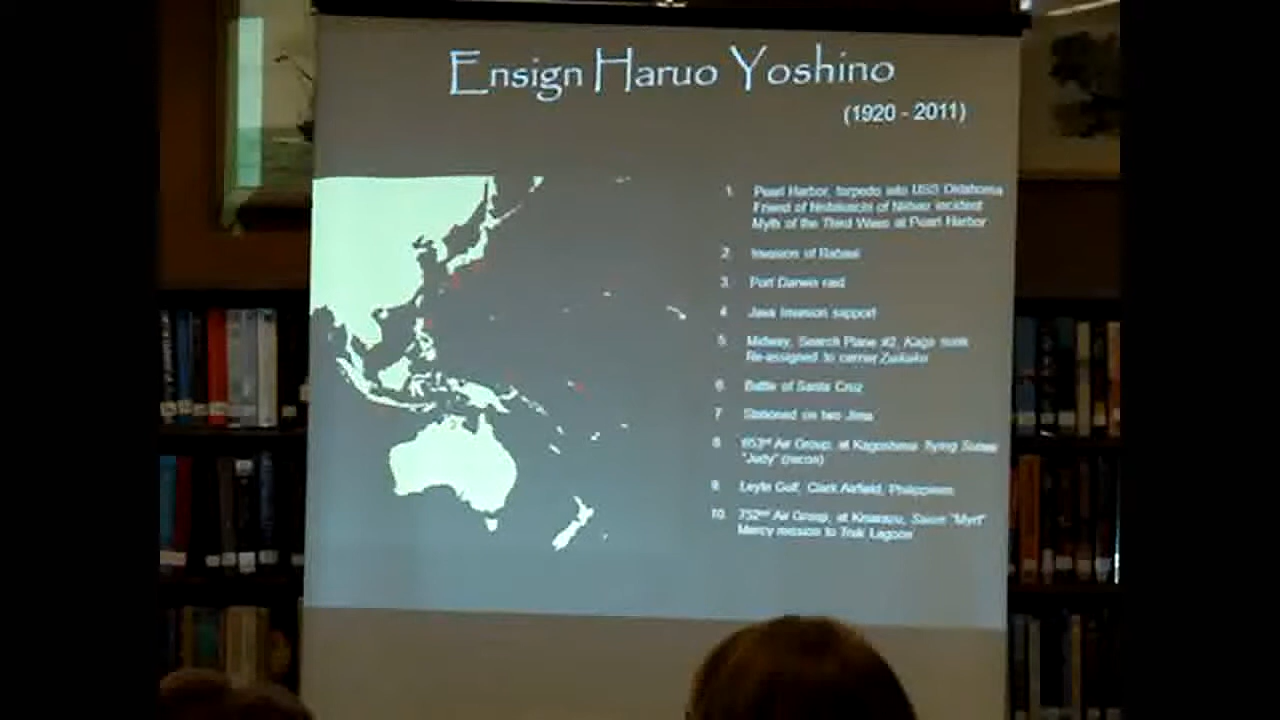 Ensign Haruo Yoshino
(1920 - 2011)
1. Pearl Harbor, torpedo into USS Oklahoma
Friend of Nishikaichi of Niihau incident
Myth of the Third Wave at Pearl Harbor
2. Invasion of Rabaul
3. Port Darwin raid
4. Java Invasion support
5. Midway, Search Plane #2, Kaga sunk
Re-assigned to carrier Zuikaku
6. Battle of Santa Cruz
7. Stationed on Iwo Jima
8. 653rd Air Group, at Kagoshima flying Suisei
"Judy" (recon)
9. Leyte Gulf, Clark Airfield, Philippines
10. 752nd Air Group, at Kisarazu, Saiun "Myrt"
Mercy mission to Truk Lagoon